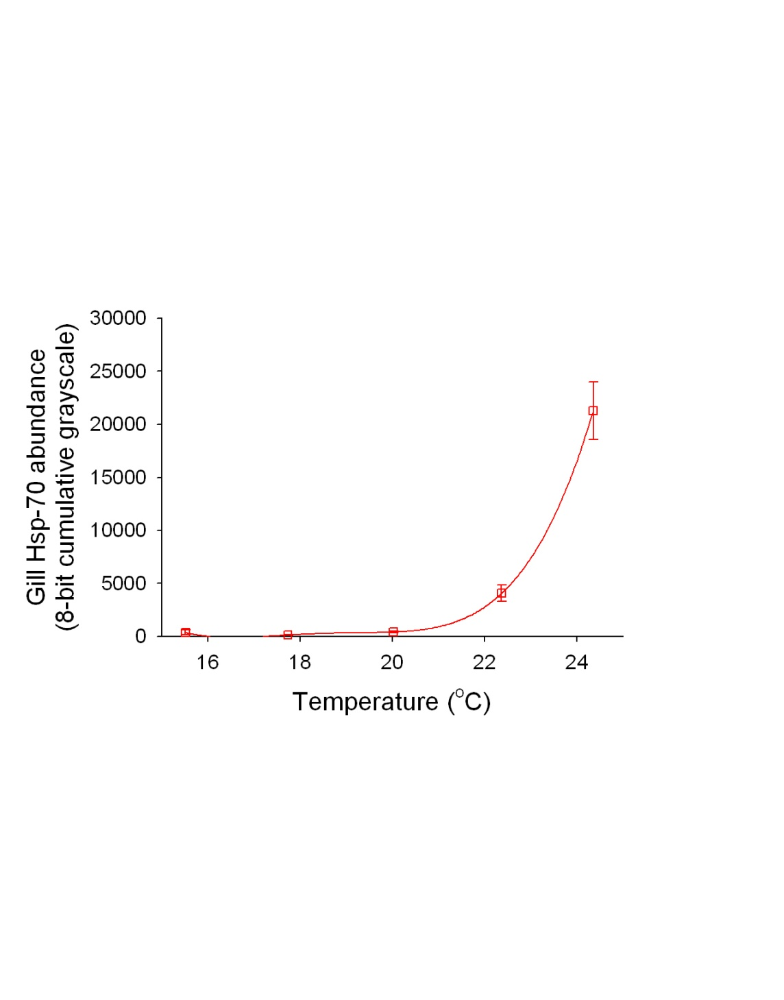 Gill Hsp-70 abundance
(8-bit cumulative grayscale)
30000
25000
20000
15000
10000
5000
0
16 18 20 22 24
Temperature (°C)